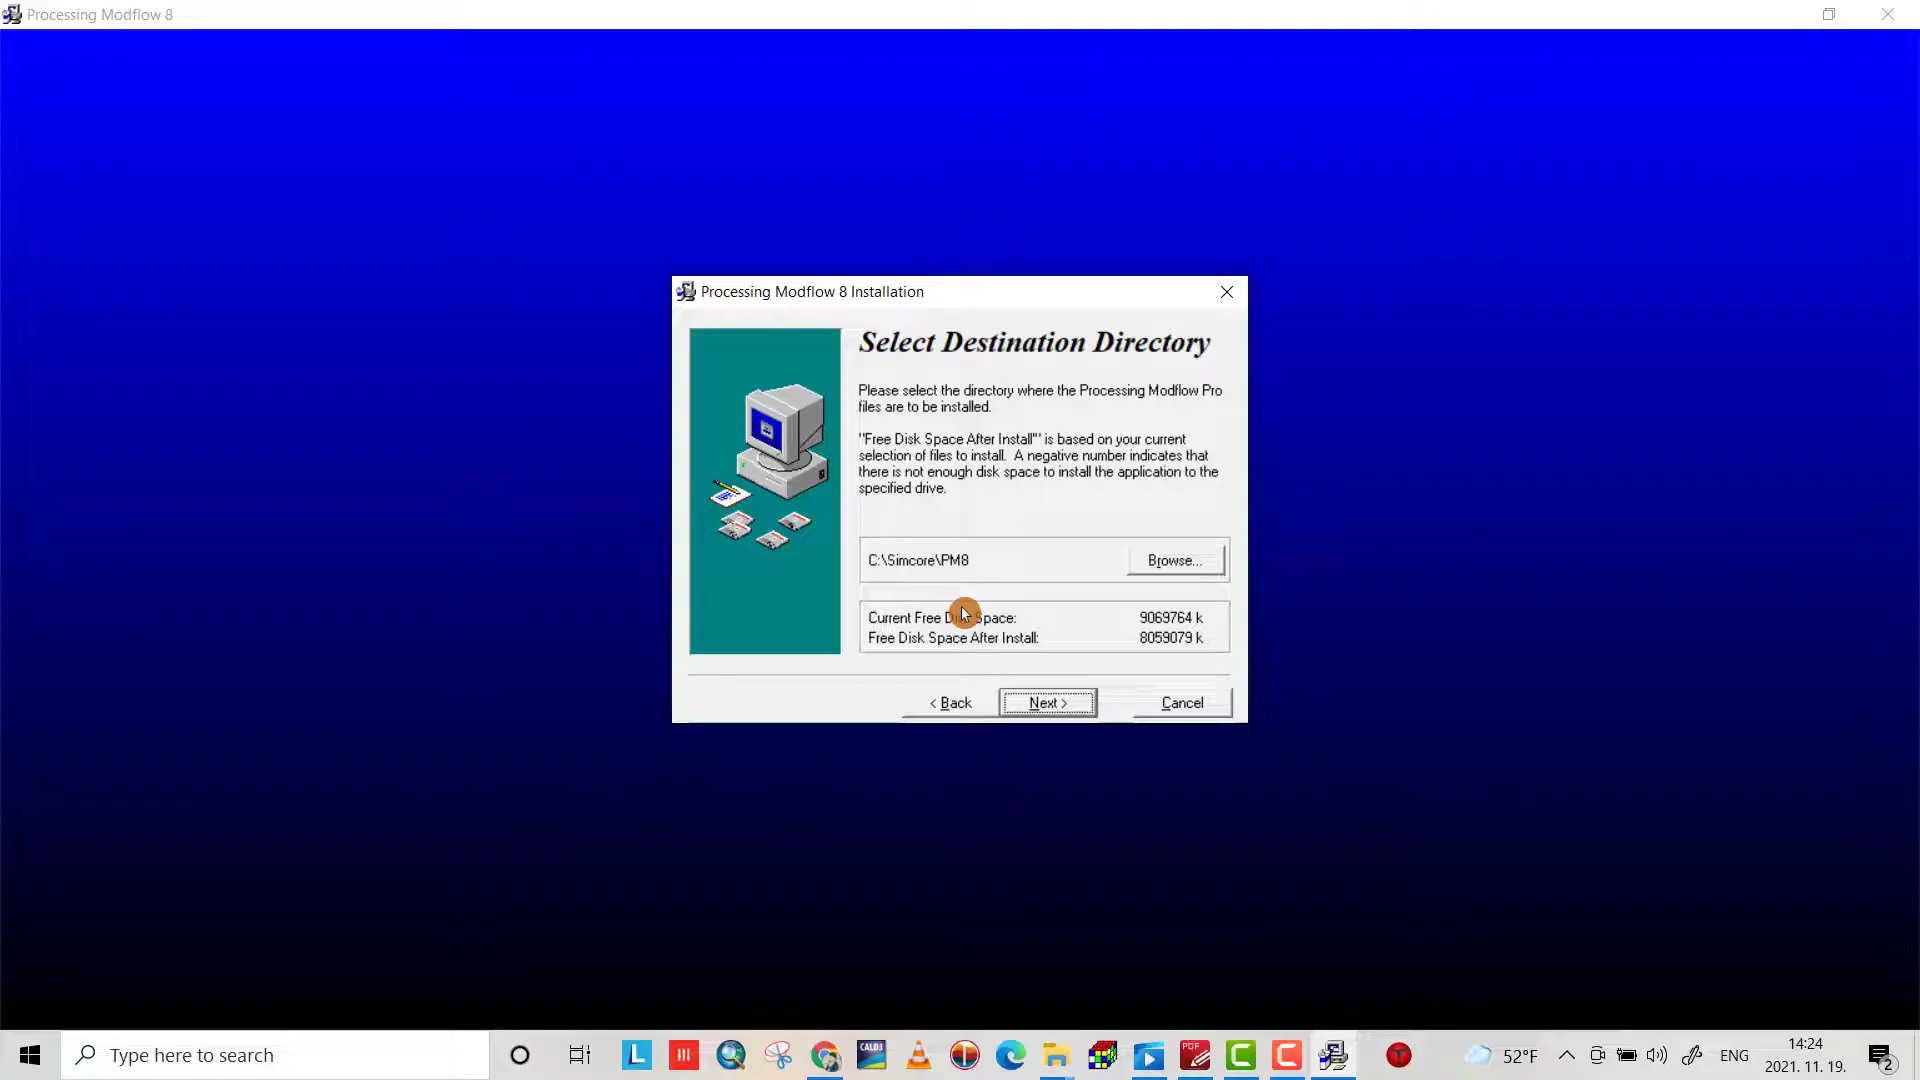 Processing Modflow 8
Processing Modflow 8 Installation
Select Destination Directory
Please select the directory where the Processing Modflow Pro
files are to be installed.
"Free Disk Space After Install"' is based on your current
selection of files to install. A negative number indicates that
there is not enough disk space to install the application to the
specified drive.
C:\Simcore\PM8
Browse...
Current Free Disk Space: 9069764 k
Free Disk Space After Install: 8059079 k
< Back
Next >
Cancel
Type here to search
L
CALD3
PDF
52°F
ENG
14:24
2021. 11. 19.
2